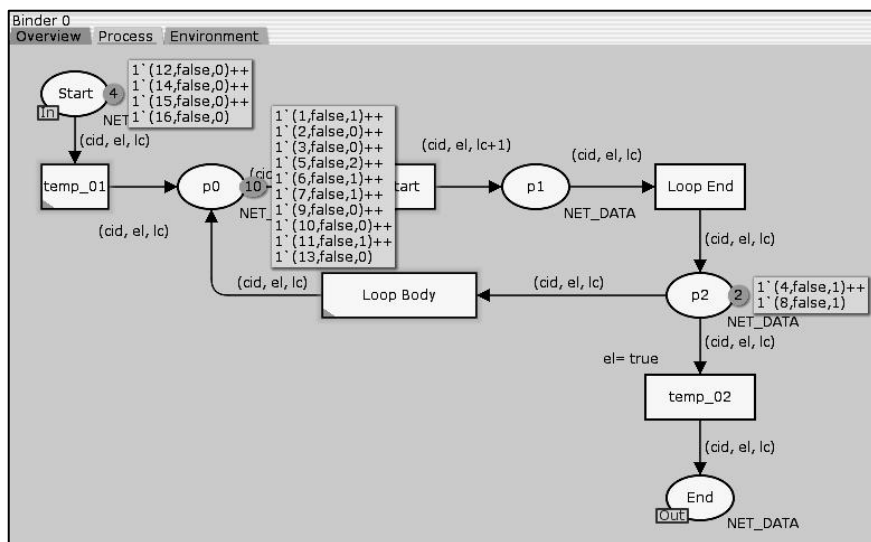 Binder 0
Overview Process Environment
Start
4
In
NET
1`(12,false,0)++
1`(14,false,0)++
1`(15,false,0)++
1`(16,false,0)
(cid, el, lc)
temp_01
(cid, el, lc)
p0
10
NET_
(cid
1`(1,false,1)++
1`(2,false,0)++
1`(3,false,0)++
1`(5,false,2)++
1`(6,false,1)++
1`(7,false,1)++
1`(9,false,0)++
1`(10,false,0)++
1`(11,false,1)++
1`(13,false,0)
tart
(cid, el, lc+1)
p1
NET_DATA
(cid, el, lc)
Loop End
(cid, el, lc)
(cid, el, lc)
Loop Body
(cid, el, lc)
p2
2
NET_DATA
1`(4,false,1)++
1`(8,false,1)
(cid, el, lc)
el= true
temp_02
(cid, el, lc)
End
Out
NET_DATA